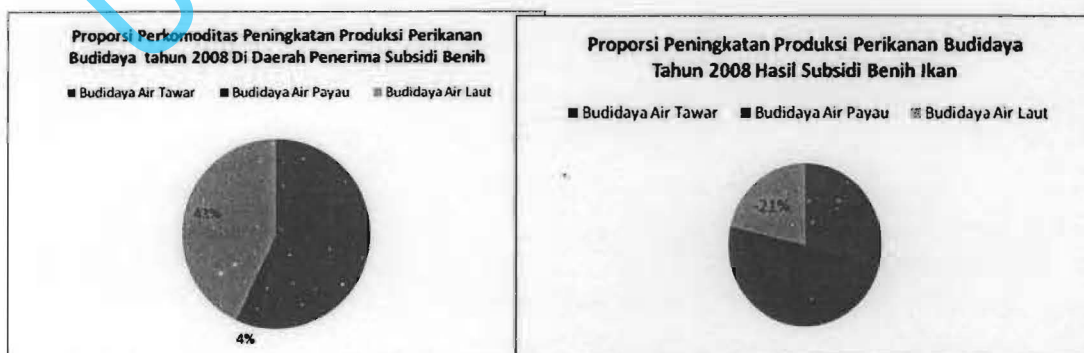 Proporsi Perkomoditas Peningkatan Produksi Perikanan
Budidaya tahun 2008 Di Daerah Penerima Subsidi Benih
Budidaya Air Tawar Budidaya Air Payau Budidaya Air Laut
43%
4%
Proporsi Peningkatan Produksi Perikanan Budidaya
Tahun 2008 Hasil Subsidi Benih Ikan
Budidaya Air Tawar Budidaya Air Payau Budidaya Air Laut
-21%